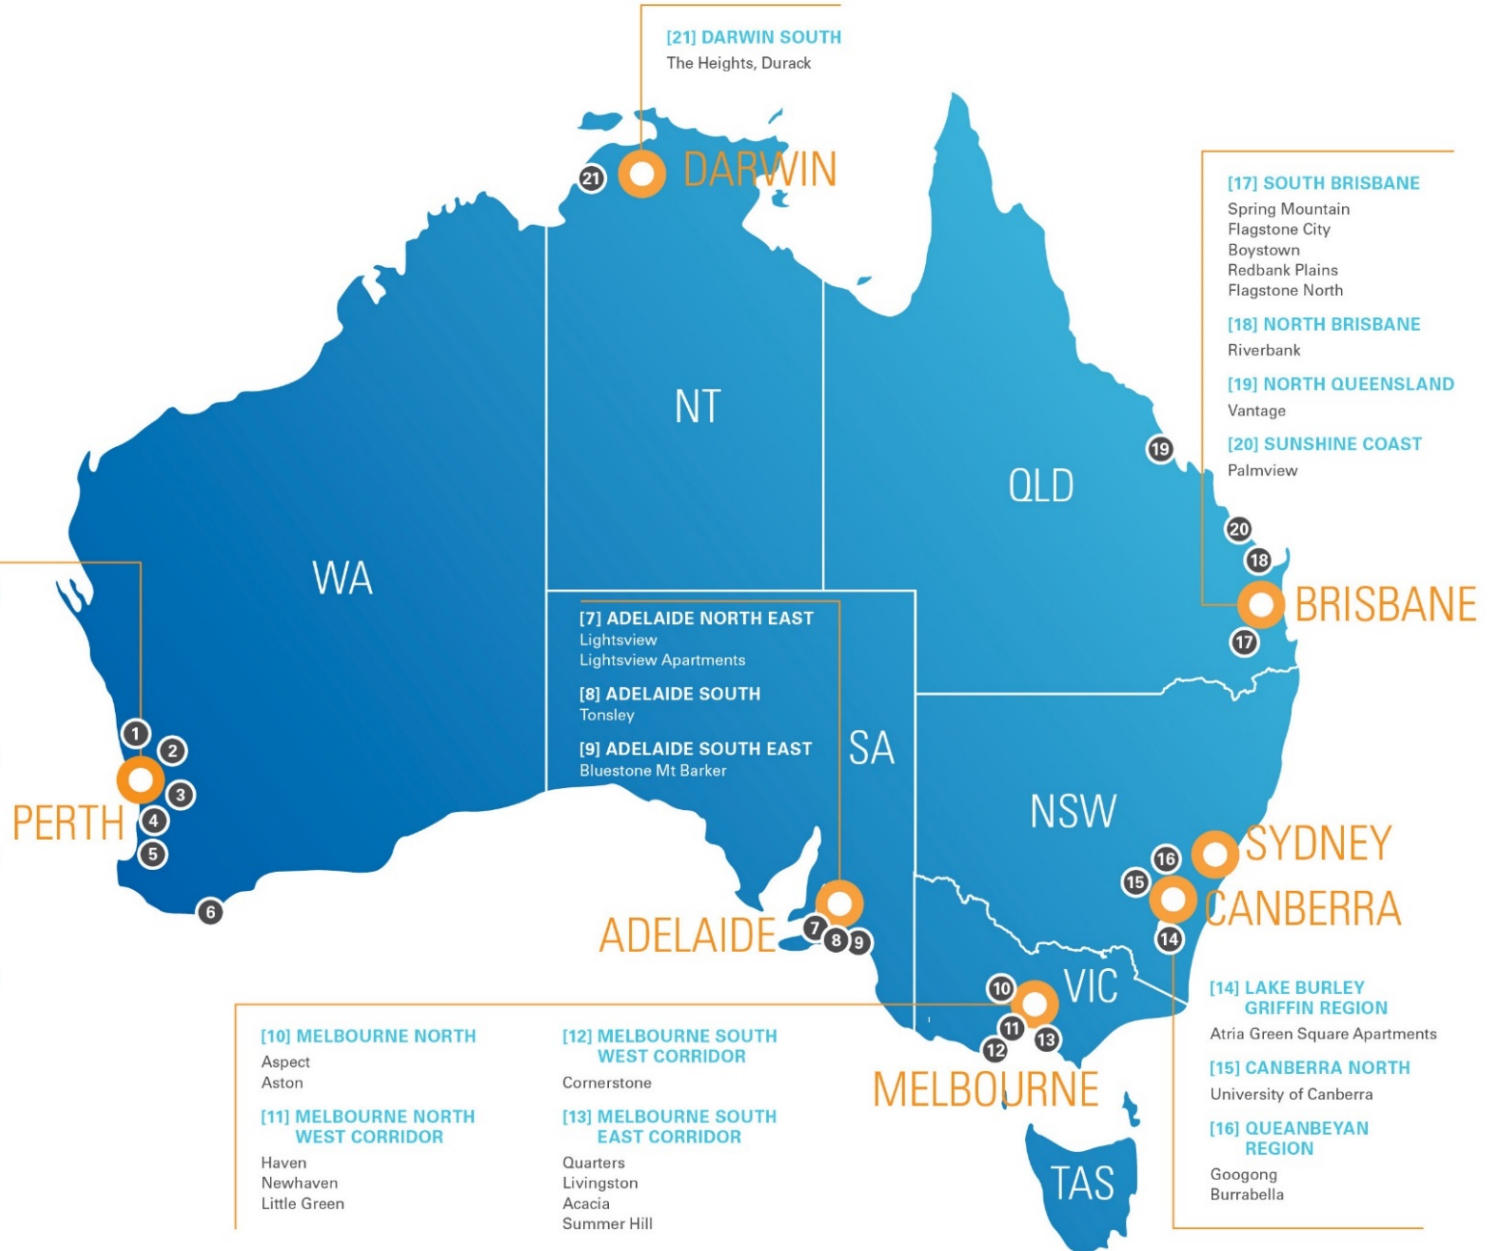 [21] DARWIN SOUTH
The Heights, Durack
21
DARWIN
[17] SOUTH BRISBANE
Spring Mountain
Flagstone City
Boystown
Redbank Plains
Flagstone North
[18] NORTH BRISBANE
Riverbank
[19] NORTH QUEENSLAND
Vantage
[20] SUNSHINE COAST
Palmview
NT
QLD
WA
19
20
18
BRISBANE
17
[7] ADELAIDE NORTH EAST
Lightsview
Lightsview Apartments
[8] ADELAIDE SOUTH
Tonsley
[9] ADELAIDE SOUTH EAST
Bluestone Mt Barker
SA
NSW
1
2
3
PERTH
4
5
6
SYDNEY
16
15
CANBERRA
14
ADELAIDE
7
8
9
10
VIC
11
12
13
MELBOURNE
[10] MELBOURNE NORTH
Aspect
Aston
[11] MELBOURNE NORTH
WEST CORRIDOR
Haven
Newhaven
Little Green
[12] MELBOURNE SOUTH
WEST CORRIDOR
Cornerstone
[13] MELBOURNE SOUTH
EAST CORRIDOR
Quarters
Livingston
Acacia
Summer Hill
TAS
[14] LAKE BURLEY
GRIFFIN REGION
Atria Green Square Apartments
[15] CANBERRA NORTH
University of Canberra
[16] QUEANBEYAN
REGION
Googong
Burrabella